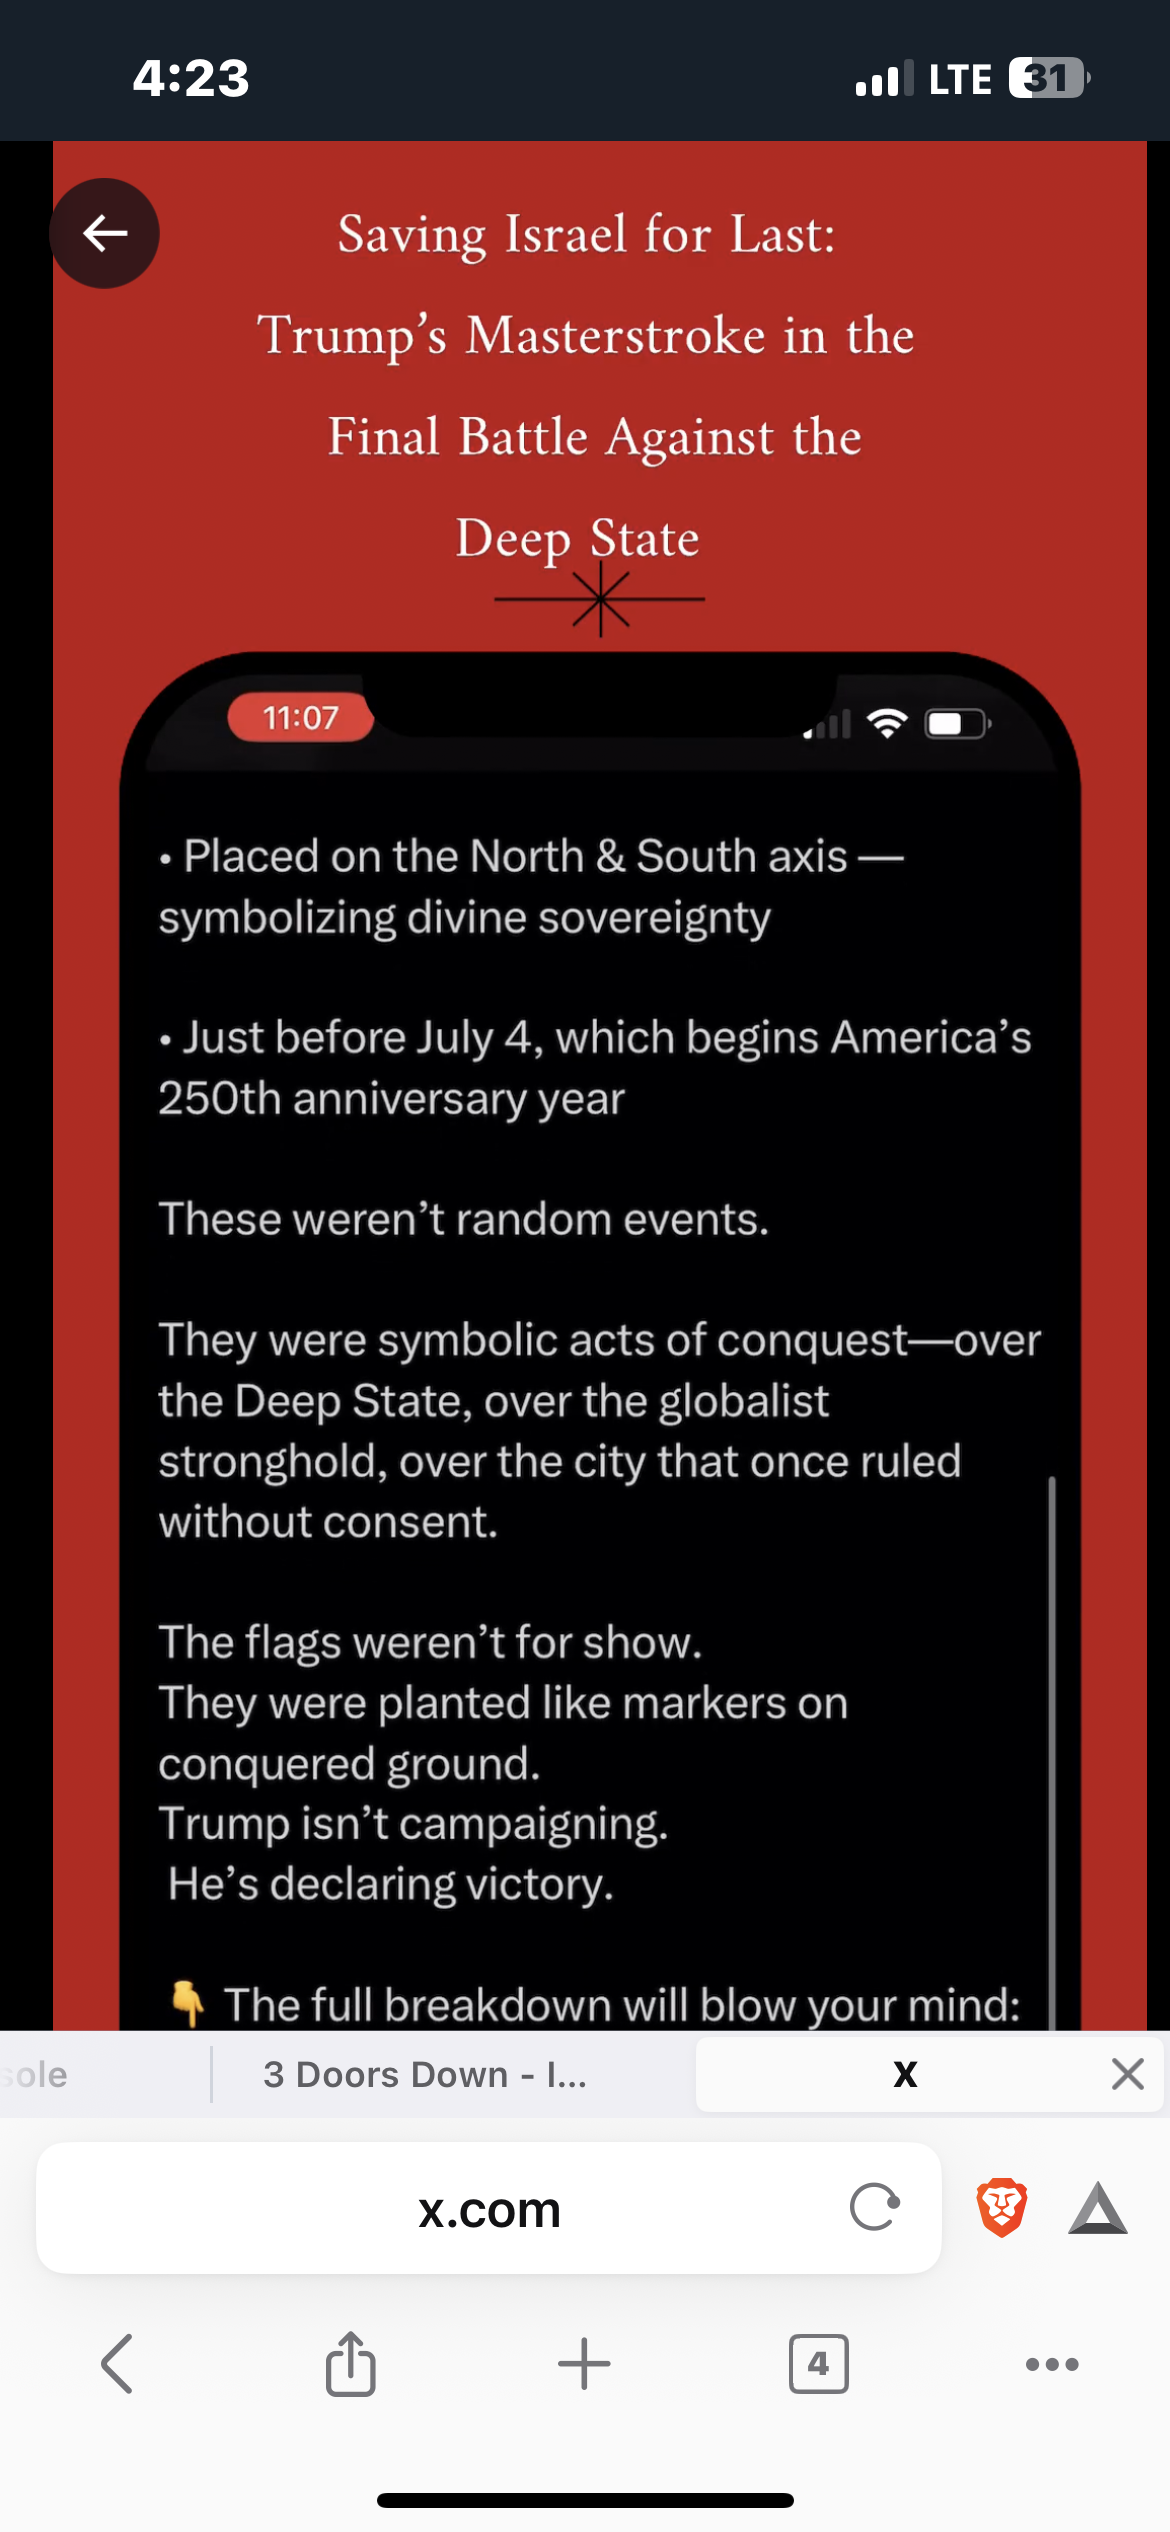 4:23
LTE
31
Saving Israel for Last:
Trump’s Masterstroke in the
Final Battle Against the
Deep State
11:07
• Placed on the North & South axis —
symbolizing divine sovereignty
• Just before July 4, which begins America’s
250th anniversary year
These weren’t random events.
They were symbolic acts of conquest—over
the Deep State, over the globalist
stronghold, over the city that once ruled
without consent.
The flags weren’t for show.
They were planted like markers on
conquered ground.
Trump isn’t campaigning.
He’s declaring victory.
👇 The full breakdown will blow your mind:
sole
3 Doors Down - I...
X
x.com
4